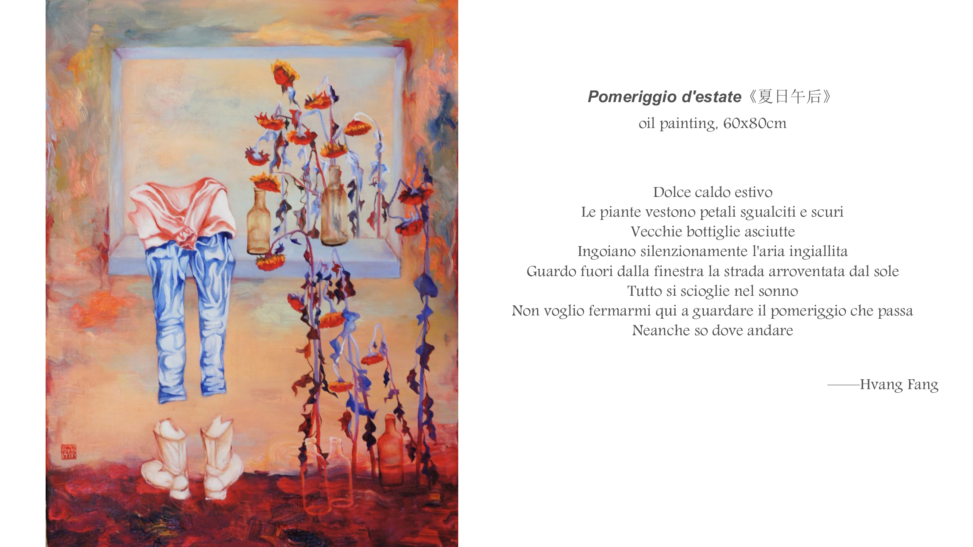 Pomeriggio d'estate《夏日午后》
oil painting, 60x80cm
Dolce caldo estivo
Le piante vestono petali sgualciti e scuri
Vecchie bottiglie asciutte
Ingoiano silenzionamente l'aria ingiallita
Guardo fuori dalla finestra la strada arroventata dal sole
Tutto si scioglie nel sonno
Non voglio fermarmi qui a guardare il pomeriggio che passa
Neanche so dove andare
——Hvang Fang